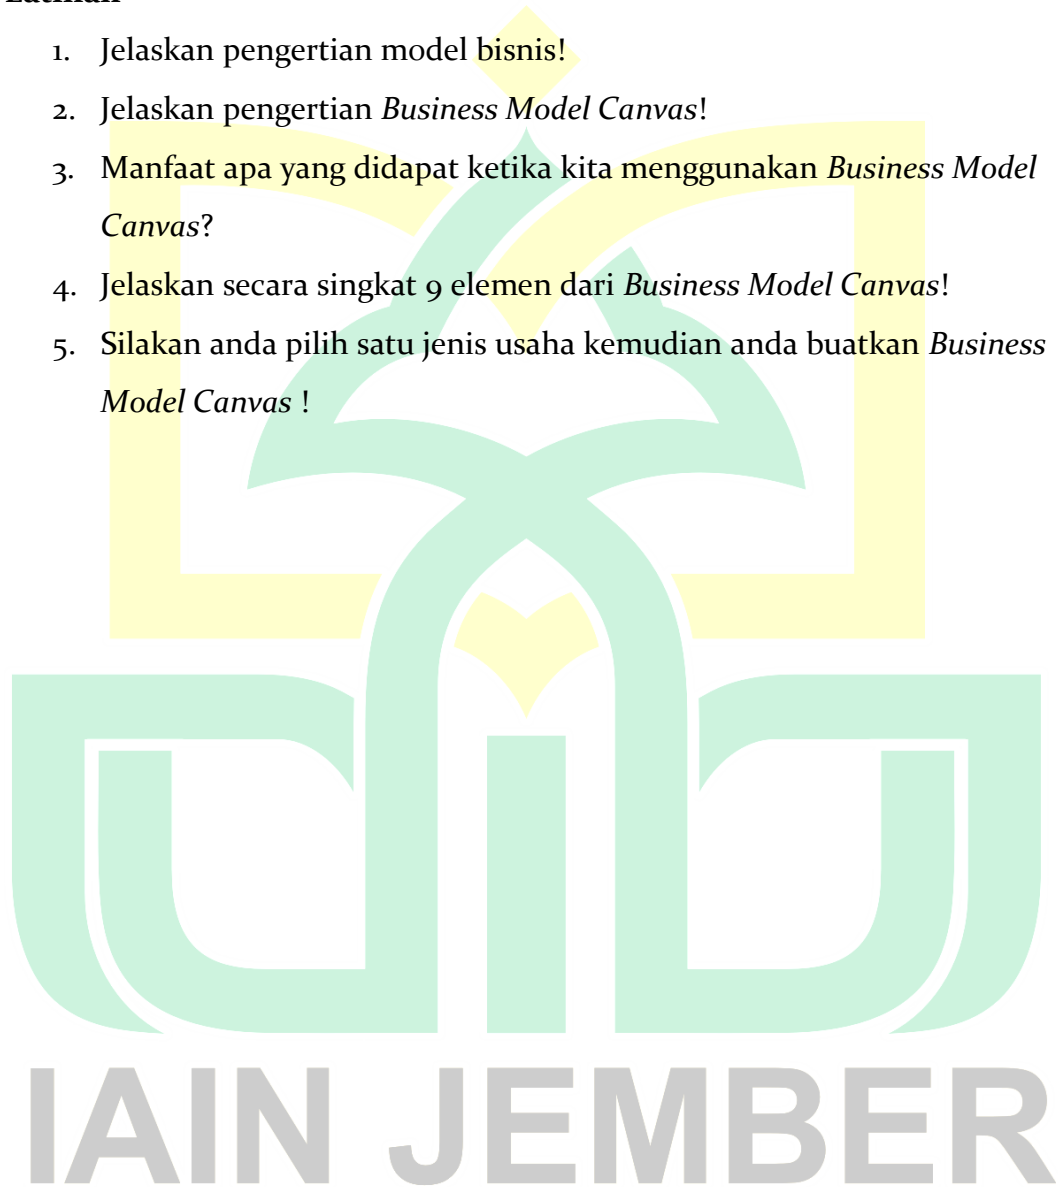 Latihan
1. Jelaskan pengertian model bisnis!
2. Jelaskan pengertian Business Model Canvas!
3. Manfaat apa yang didapat ketika kita menggunakan Business Model
Canvas?
4. Jelaskan secara singkat 9 elemen dari Business Model Canvas!
5. Silakan anda pilih satu jenis usaha kemudian anda buatkan Business
Model Canvas !
IAIN JEMBER